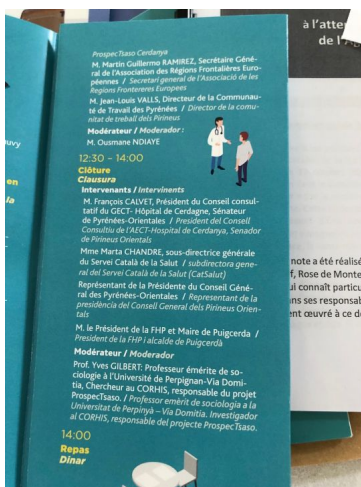 ProspecTsaso Cerdanya
M. Martin Guillermo RAMIREZ, Secrétaire Géné-
ral de l'Association des Régions Frontalières Euro-
péennes / Secretari general de l'Associació de les
Regions Frontereres Europees
M. Jean-Louis VALLS, Directeur de la Communau-
té de Travail des Pyrénées / Director de la comu-
nitat de treball dels Pirineus
Modérateur / Moderador :
M. Ousmane NDIAYE
12:30 - 14:00
Clôture
Clausura
Intervenants / Intervinents
M. François CALVET, Président du Conseil consul-
tatif du GECT- Hôpital de Cerdagne, Sénateur
de Pyrénées-Orientales / President del Consell
Consultiu de l'AECT-Hospital de Cerdanya, Senador
de Pirineus Orientals
Mme Marta CHANDRE, sous-directrice générale
du Servei Català de la Salut / subdirectora gene-
ral del Servei Català de la Salut (CatSalut)
Représentant de la Présidente du Conseil Géné-
ral des Pyrénées-Orientales / Representant de la
presidència del Conseil General dels Pirineus Orien-
tals
M. le Président de la FHP et Maire de Puigcerda /
President de la FHP i alcalde de Puigcerdà
Modérateur / Moderador
Prof. Yves GILBERT: Professeur émérite de so-
ciologie à l'Université de Perpignan-Via Domi-
tia, Chercheur au CORHIS, responsable du projet
ProspecTsaso. / Professor emèrit de sociologia a la
Universitat de Perpinyà – Via Domitia. Investigador
al CORHIS, responsable del projecte ProspecTsaso.
14:00
Repas
Dinar
uvy
en
la
à l'atten
de l'A
note a été réalisé
f, Rose de Monte
ui connaît particu
ans ses responsab
ent œuvré à ce d